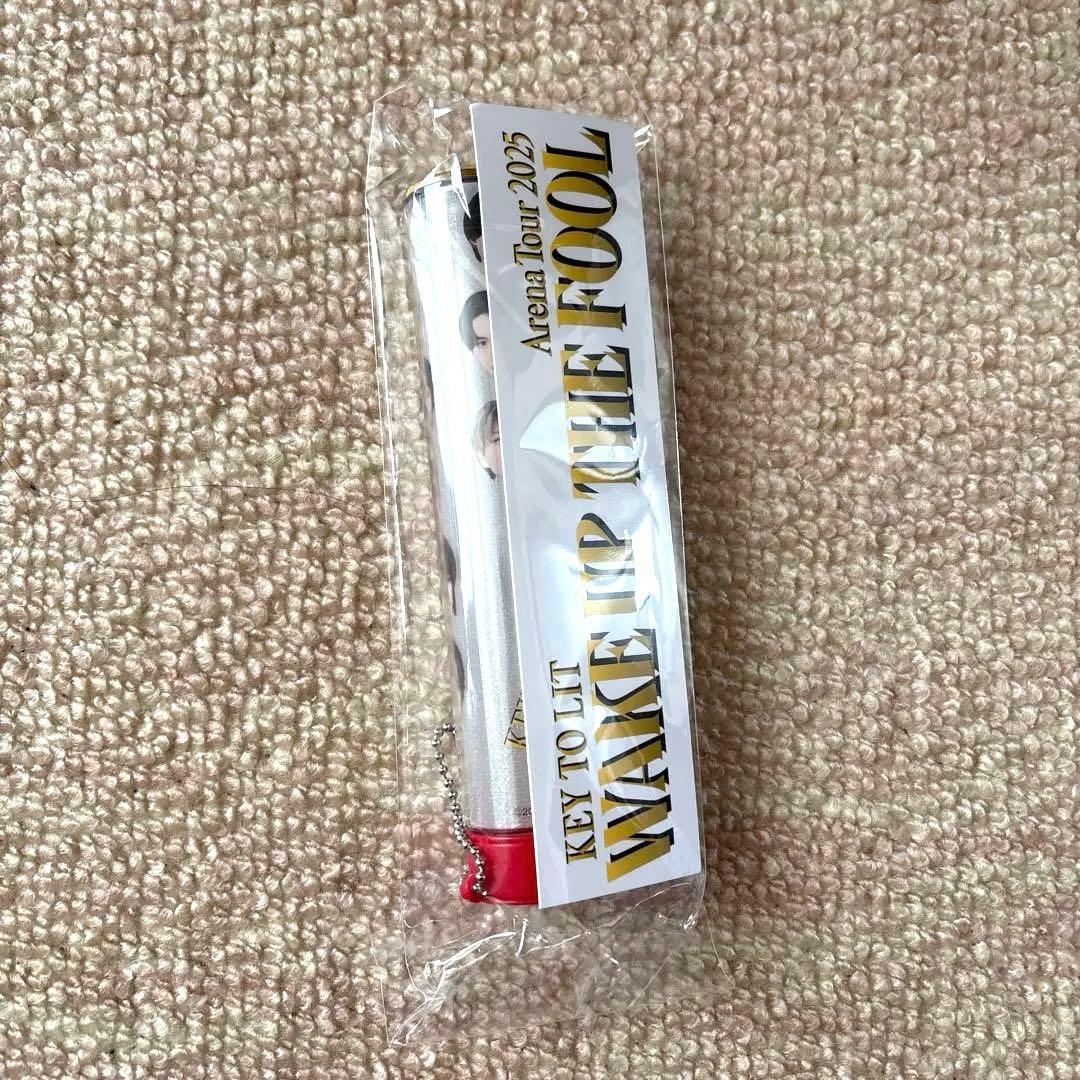 KEY TO LIT
Arena Tour 2025
WAKE UP THE FOOL